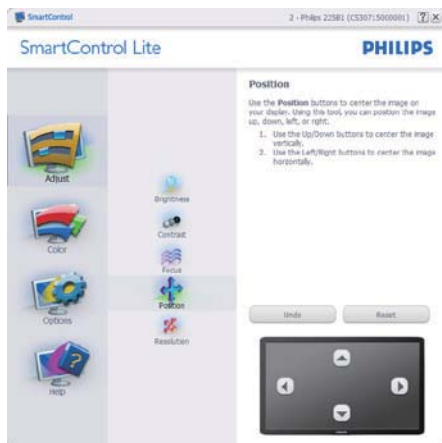 SmartControl
2 - Philips 225B1 (CS30715000001)
SmartControl Lite
PHILIPS
Adjust
Color
Options
Help
Brightness
Contrast
Focus
Position
Resolution
Position
Use the Position buttons to center the image on
your display. Using this tool, you can position the image
up, down, left, or right.
1. Use the Up/Down buttons to center the image
vertically.
2. Use the Left/Right buttons to center the image
horizontally.
Undo
Reset